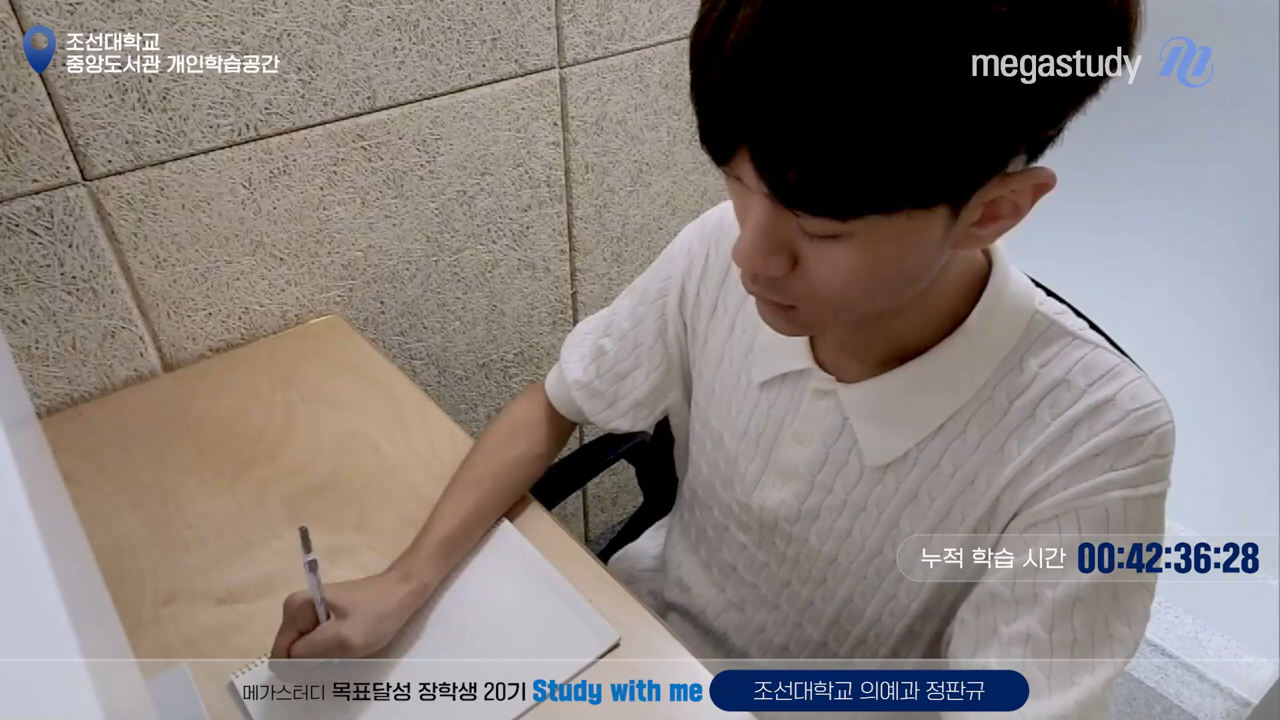 조선대학교
중앙도서관 개인학습공간
megastudy
누적 학습 시간 00:42:36:28
메가스터디 목표달성 장학생 20기 Study with me 조선대학교 의예과 정판규